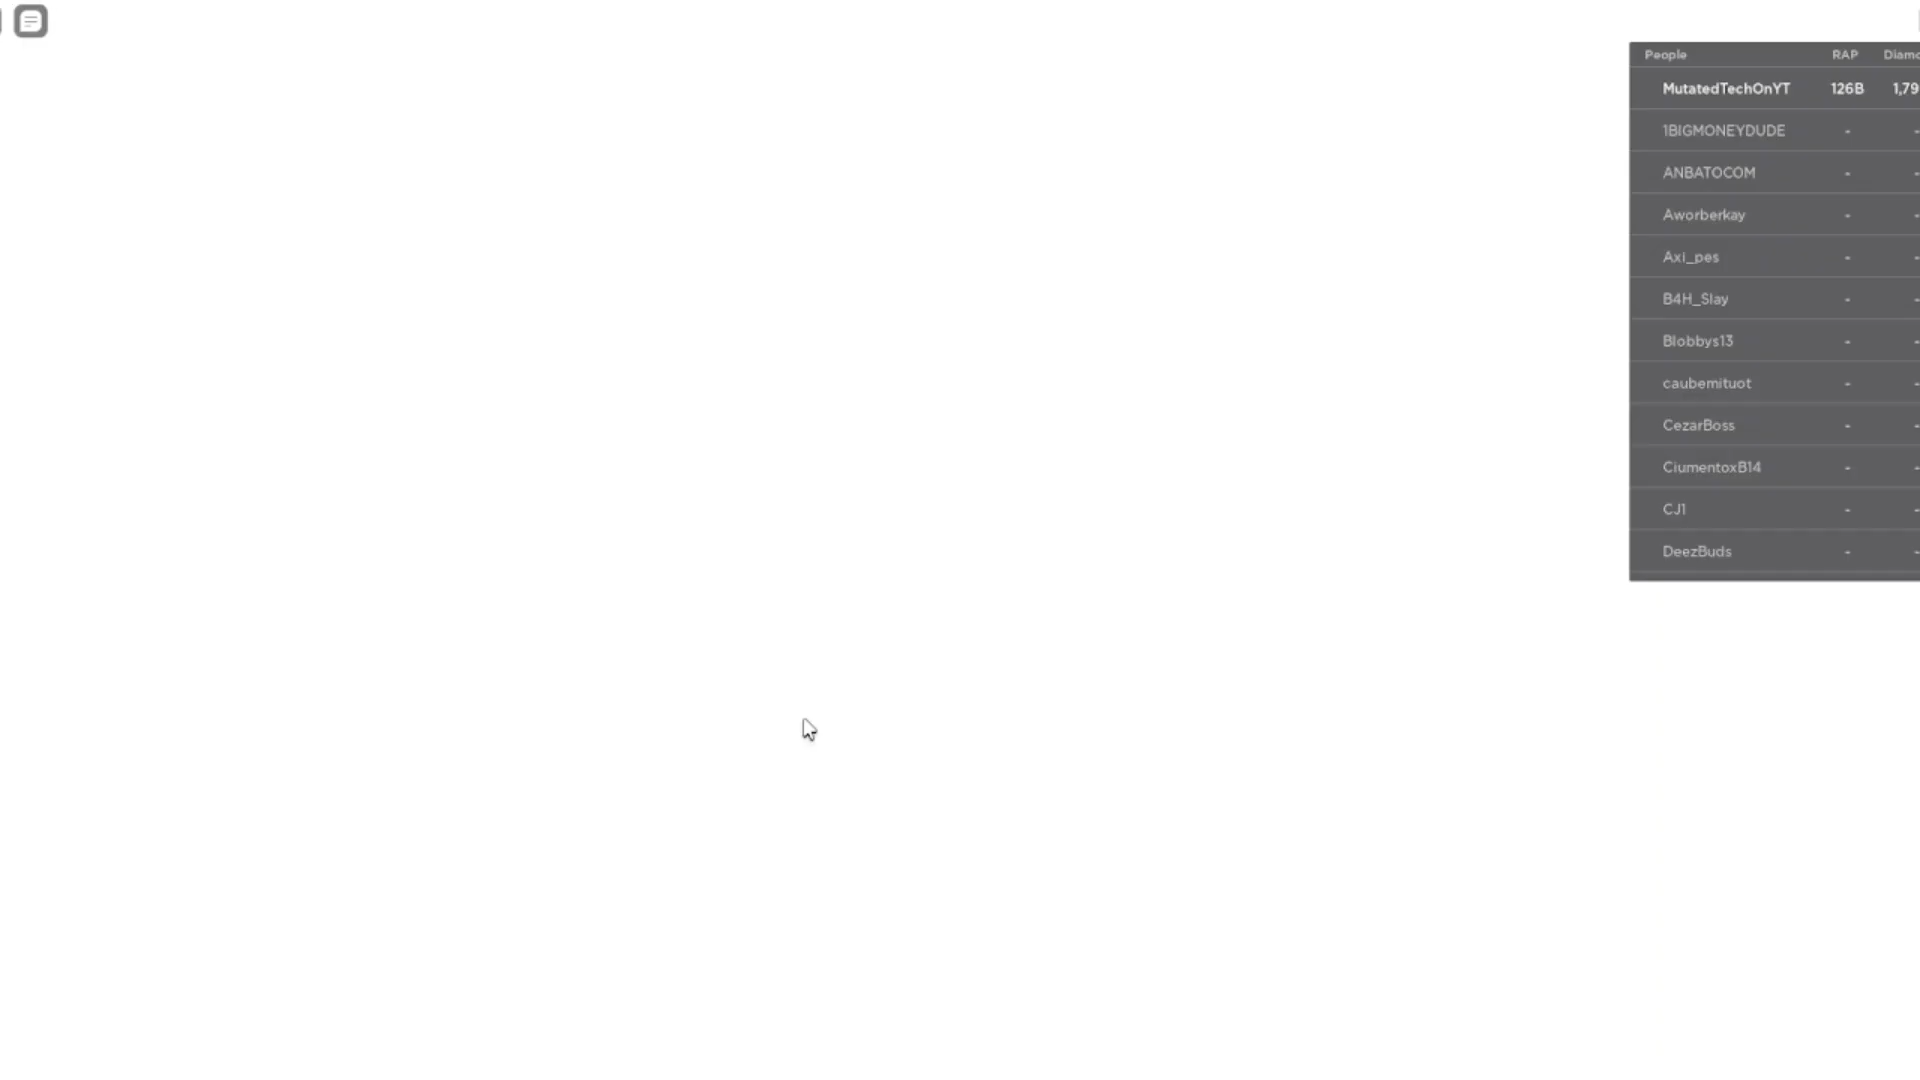 People RAP Diamo
MutatedTechOnYT 126B 1,79
1BIGMONEYDUDE - -
ANBATOCOM - -
Aworberkay - -
Axi_pes - -
B4H_Slay - -
Blobbys13 - -
caubemituot - -
CezarBoss - -
CiumentoxB14 - -
CJ1 - -
DeezBuds - -